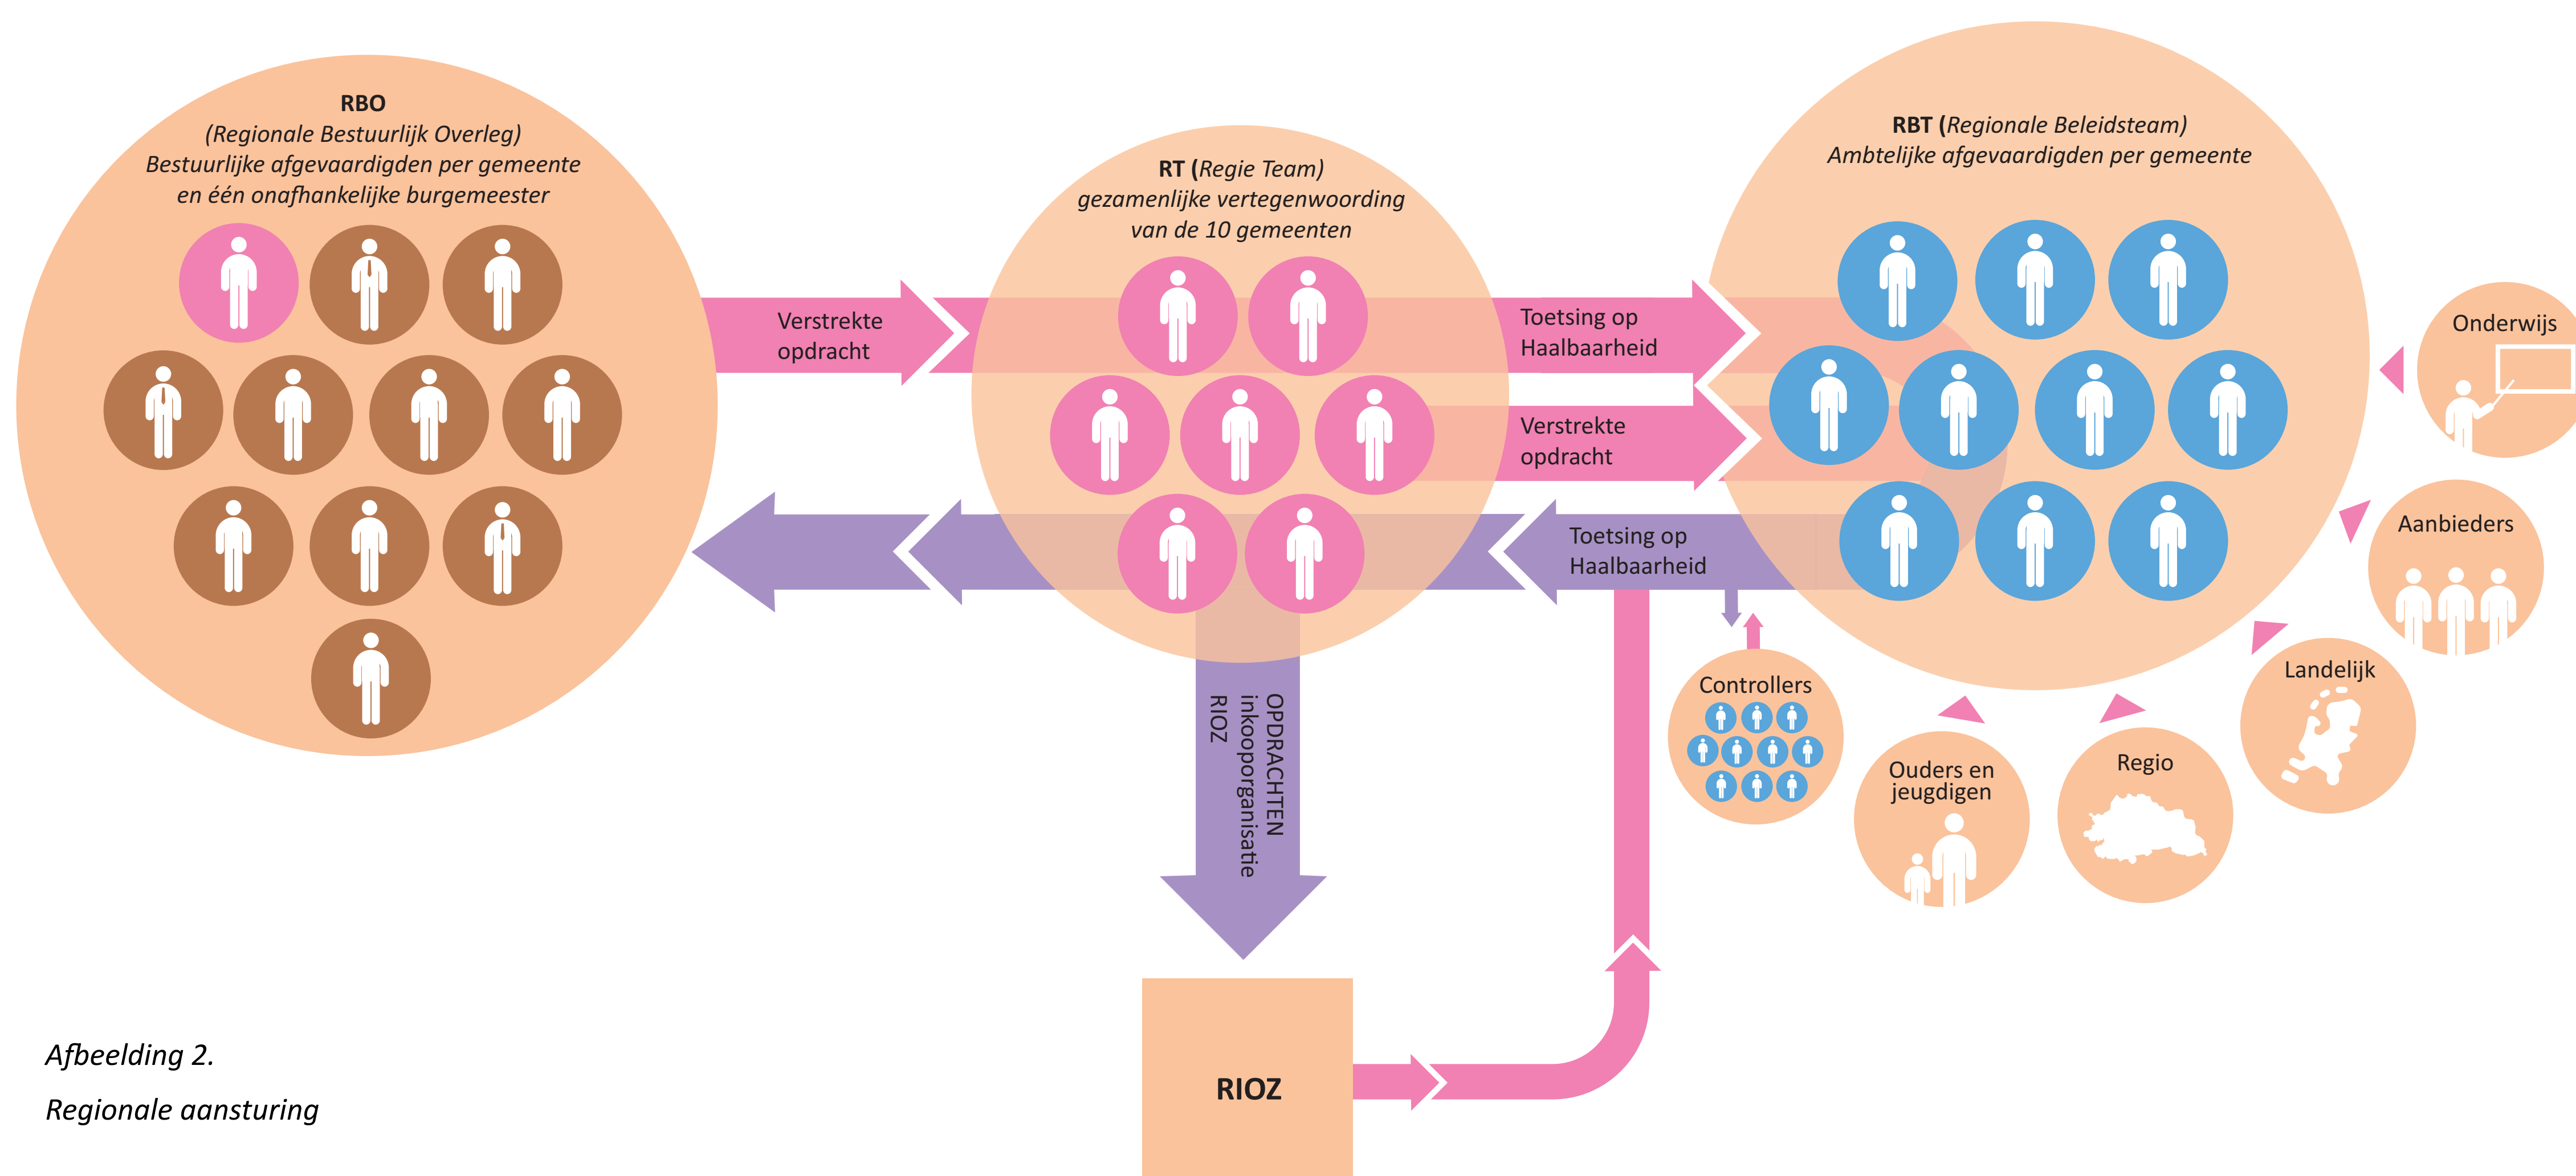 RBO
(Regionale Bestuurlijk Overleg)
Bestuurlijke afgevaardigden per gemeente
en één onafhankelijke burgemeester
Verstrekte
opdracht
RT (Regie Team)
gezamenlijke vertegenwoording
van de 10 gemeenten
Toetsing op
Haalbaarheid
Verstrekte
opdracht
Toetsing op
Haalbaarheid
RBT (Regionale Beleidsteam)
Ambtelijke afgevaardigden per gemeente
Onderwijs
Aanbieders
Landelijk
Regio
Ouders en
jeugdigen
Controllers
OPDRACHTEN
inkooporganisatie
RIOZ
RIOZ
Afbeelding 2.
Regionale aansturing